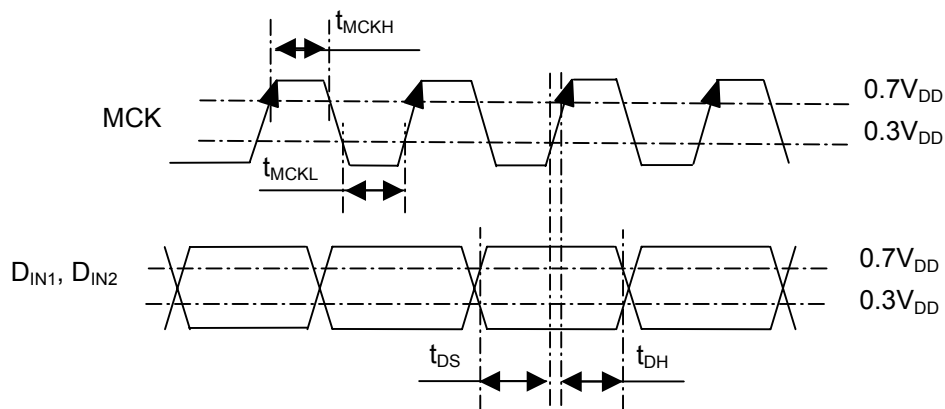 tMCKH
0.7VDD
MCK
0.3VDD
tMCKL
DIN1, DIN2
0.7VDD
0.3VDD
tDS
tDH